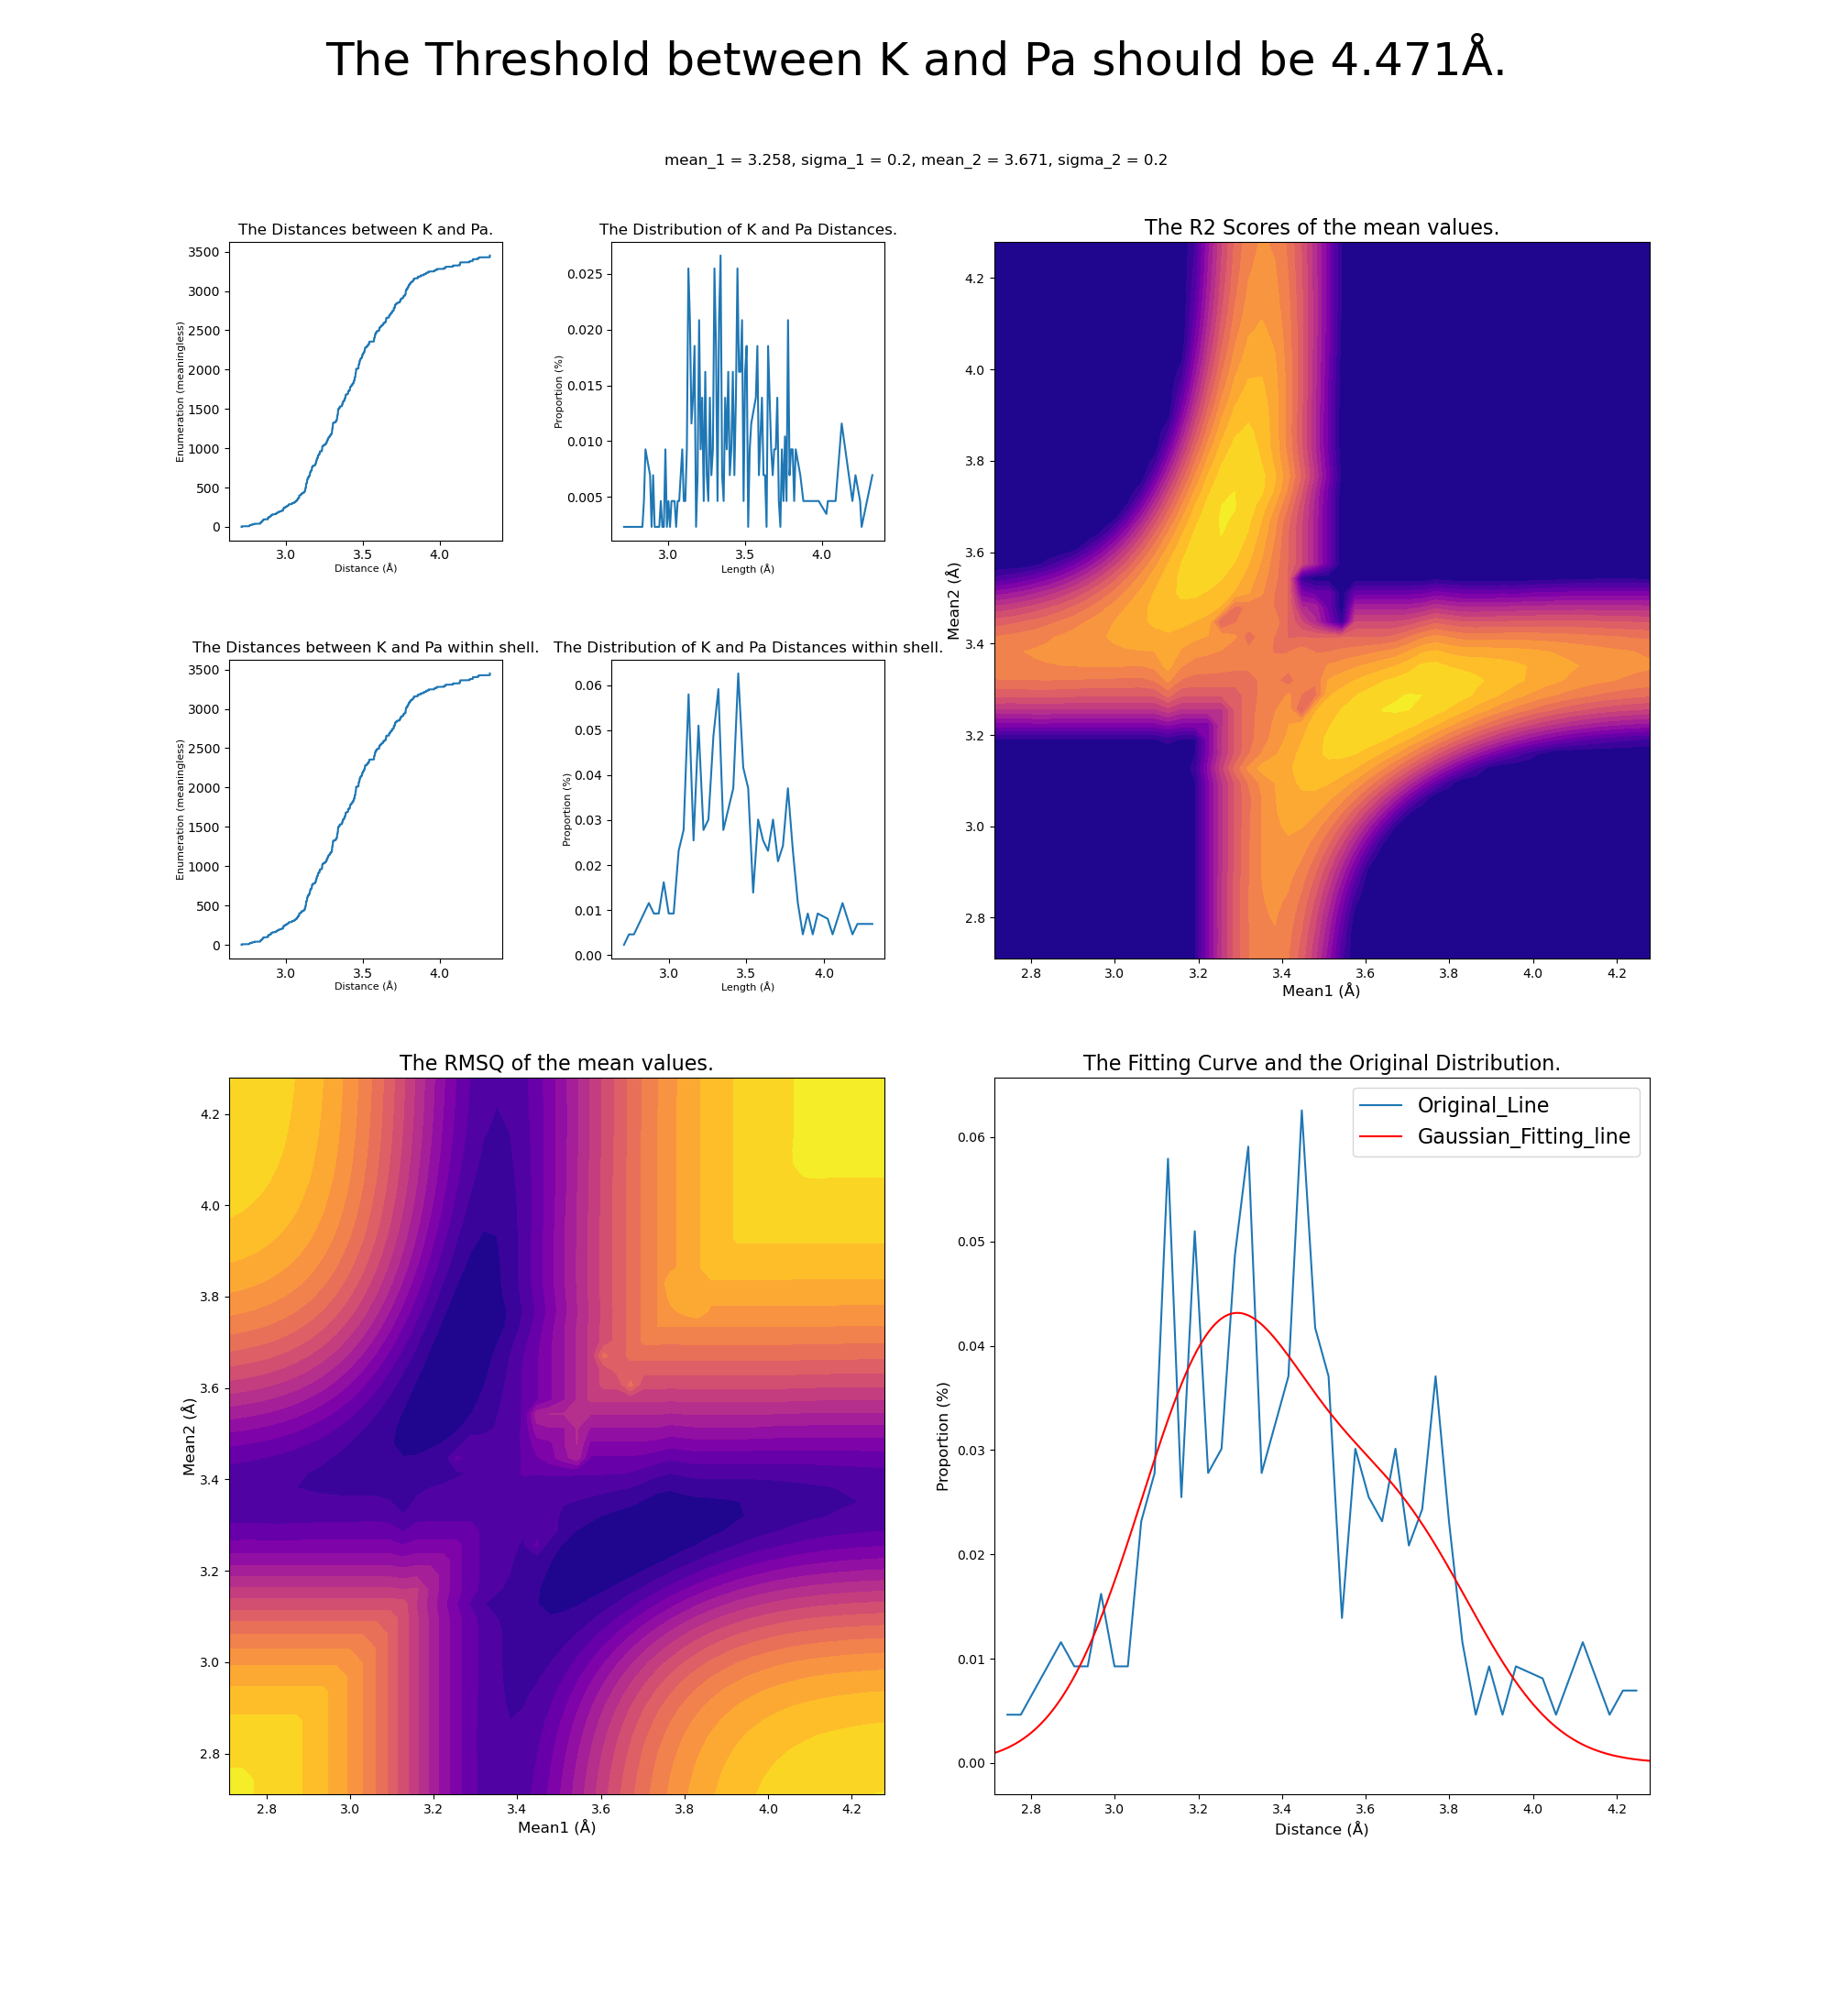 The Threshold between K and Pa should be 4.471Å.
mean_1 = 3.258, sigma_1 = 0.2, mean_2 = 3.671, sigma_2 = 0.2
The Distances between K and Pa.
3500
3000
2500
2000
1500
1000
500
0
Enumeration (meaningless)
3.0 3.5 4.0
Distance (Å)
The Distribution of K and Pa Distances.
0.025
0.020
0.015
0.010
0.005
Proportion (%)
3.0 3.5 4.0
Length (Å)
The R2 Scores of the mean values.
4.2
4.0
3.8
3.6
3.4
3.2
3.0
2.8
Mean2 (Å)
2.8 3.0 3.2 3.4 3.6 3.8 4.0 4.2
Mean1 (Å)
The Distances between K and Pa within shell.
3500
3000
2500
2000
1500
1000
500
0
Enumeration (meaningless)
3.0 3.5 4.0
Distance (Å)
The Distribution of K and Pa Distances within shell.
0.06
0.05
0.04
0.03
0.02
0.01
0.00
Proportion (%)
3.0 3.5 4.0
Length (Å)
The RMSQ of the mean values.
4.2
4.0
3.8
3.6
3.4
3.2
3.0
2.8
Mean2 (Å)
2.8 3.0 3.2 3.4 3.6 3.8 4.0 4.2
Mean1 (Å)
The Fitting Curve and the Original Distribution.
Original_Line
Gaussian_Fitting_line
0.06
0.05
0.04
0.03
0.02
0.01
0.00
Proportion (%)
2.8 3.0 3.2 3.4 3.6 3.8 4.0 4.2
Distance (Å)